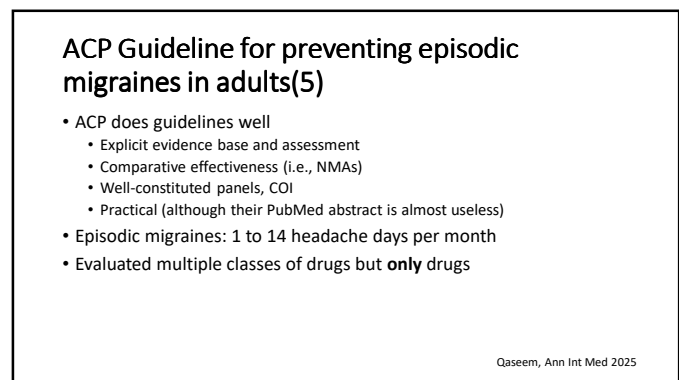 ACP Guideline for preventing episodic
migraines in adults(5)
• ACP does guidelines well
• Explicit evidence base and assessment
• Comparative effectiveness (i.e., NMAs)
• Well-constituted panels, COI
• Practical (although their PubMed abstract is almost useless)
• Episodic migraines: 1 to 14 headache days per month
• Evaluated multiple classes of drugs but only drugs
Qaseem, Ann Int Med 2025